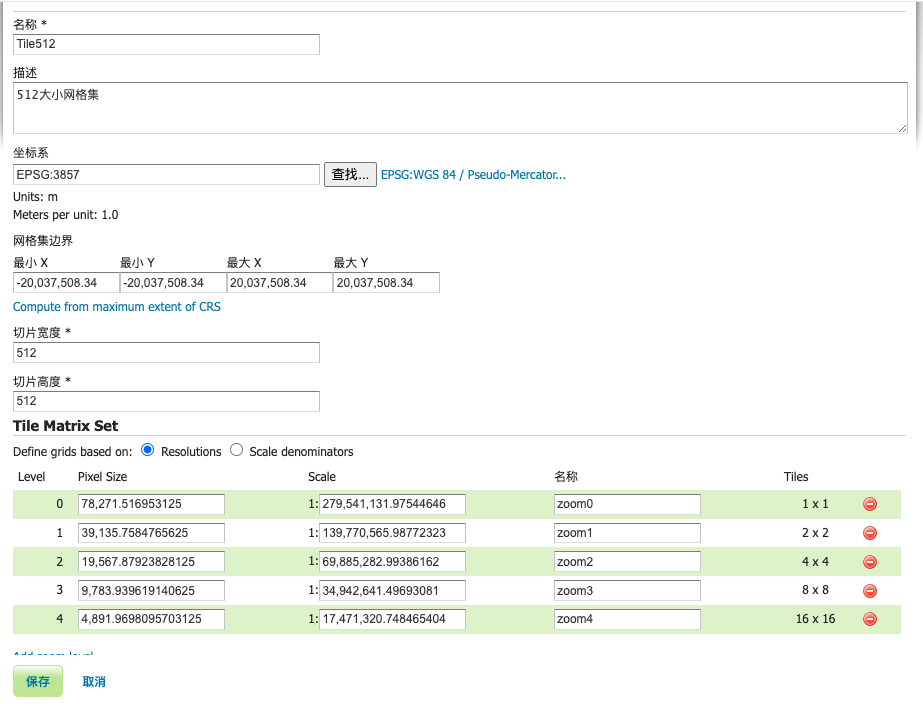 名称 *
Tile512
描述
512大小网格集
坐标系
EPSG:3857 查找... EPSG:WGS 84 / Pseudo-Mercator...
Units: m
Meters per unit: 1.0
网格集边界
最小 X 最小 Y 最大 X 最大 Y
-20,037,508.34 -20,037,508.34 20,037,508.34 20,037,508.34
Compute from maximum extent of CRS
切片宽度 *
512
切片高度 *
512
Tile Matrix Set
Define grids based on: Resolutions Scale denominators
Level Pixel Size Scale 名称 Tiles
0 78,271.516953125 1: 279,541,131.97544646 zoom0 1 x 1
1 39,135.7584765625 1: 139,770,565.98772323 zoom1 2 x 2
2 19,567.87923828125 1: 69,885,282.99386162 zoom2 4 x 4
3 9,783.939619140625 1: 34,942,641.49693081 zoom3 8 x 8
4 4,891.9698095703125 1: 17,471,320.748465404 zoom4 16 x 16
Add zoom level
保存 取消